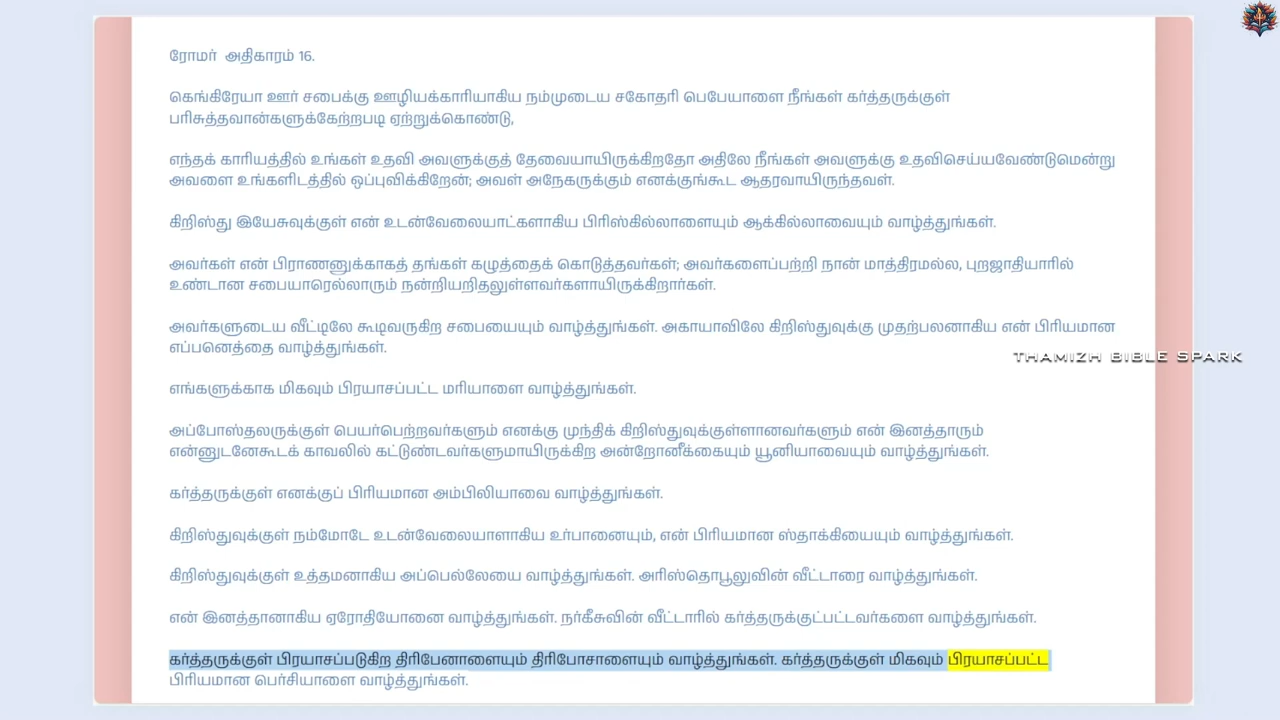 ரோமர் அதிகாரம் 16.
கெங்கிரேயா ஊர் சபைக்கு ஊழியக்காரியாகிய நம்முடைய சகோதரி பெபேயாளை நீங்கள் கர்த்தருக்குள்
பரிசுத்தவான்களுக்கேற்றபடி ஏற்றுக்கொண்டு,
எந்தக் காரியத்தில் உங்கள் உதவி அவளுக்குத் தேவையாயிருக்கிறதோ அதிலே நீங்கள் அவளுக்கு உதவிசெய்யவேண்டுமென்று
அவளை உங்களிடத்தில் ஒப்புவிக்கிறேன்; அவள் அநேகருக்கும் எனக்குங்கூட ஆதரவாயிருந்தவள்.
கிறிஸ்து இயேசுவுக்குள் என் உடன்வேலையாட்களாகிய பிரிஸ்கில்லாளையும் ஆக்கில்லாவையும் வாழ்த்துங்கள்.
அவர்கள் என் பிராணனுக்காகத் தங்கள் கழுத்தைக் கொடுத்தவர்கள்; அவர்களைப்பற்றி நான் மாத்திரமல்ல, புறஜாதியாரில்
உண்டான சபையாரெல்லாரும் நன்றியறிதலுள்ளவர்களாயிருக்கிறார்கள்.
அவர்களுடைய வீட்டிலே கூடிவருகிற சபையையும் வாழ்த்துங்கள். அகாயாவிலே கிறிஸ்துவுக்கு முதற்பலனாகிய என் பிரியமான
எப்பனெத்தை வாழ்த்துங்கள்.
THAMIZH BIBLE SPARK
எங்களுக்காக மிகவும் பிரயாசப்பட்ட மரியாளை வாழ்த்துங்கள்.
அப்போஸ்தலருக்குள் பெயர்பெற்றவர்களும் எனக்கு முந்திக் கிறிஸ்துவுக்குள்ளானவர்களும் என் இனத்தாரும்
என்னுடனேகூடக் காவலில் கட்டுண்டவர்களுமாயிருக்கிற அன்றோனீக்கையும் யூனியாவையும் வாழ்த்துங்கள்.
கர்த்தருக்குள் எனக்குப் பிரியமான அம்பிலியாவை வாழ்த்துங்கள்.
கிறிஸ்துவுக்குள் நம்மோடே உடன்வேலையாளாகிய உர்பானையும், என் பிரியமான ஸ்தாக்கியையும் வாழ்த்துங்கள்.
கிறிஸ்துவுக்குள் உத்தமனாகிய அப்பெல்லேயை வாழ்த்துங்கள். அரிஸ்தொபூலுவின் வீட்டாரை வாழ்த்துங்கள்.
என் இனத்தானாகிய ஏரோதியோனை வாழ்த்துங்கள். நர்கீசுவின் வீட்டாரில் கர்த்தருக்குட்பட்டவர்களை வாழ்த்துங்கள்.
கர்த்தருக்குள் பிரயாசப்படுகிற திரிபேனாளையும் திரிபோசாளையும் வாழ்த்துங்கள். கர்த்தருக்குள் மிகவும் பிரயாசப்பட்ட
பிரியமான பெர்சியாளை வாழ்த்துங்கள்.